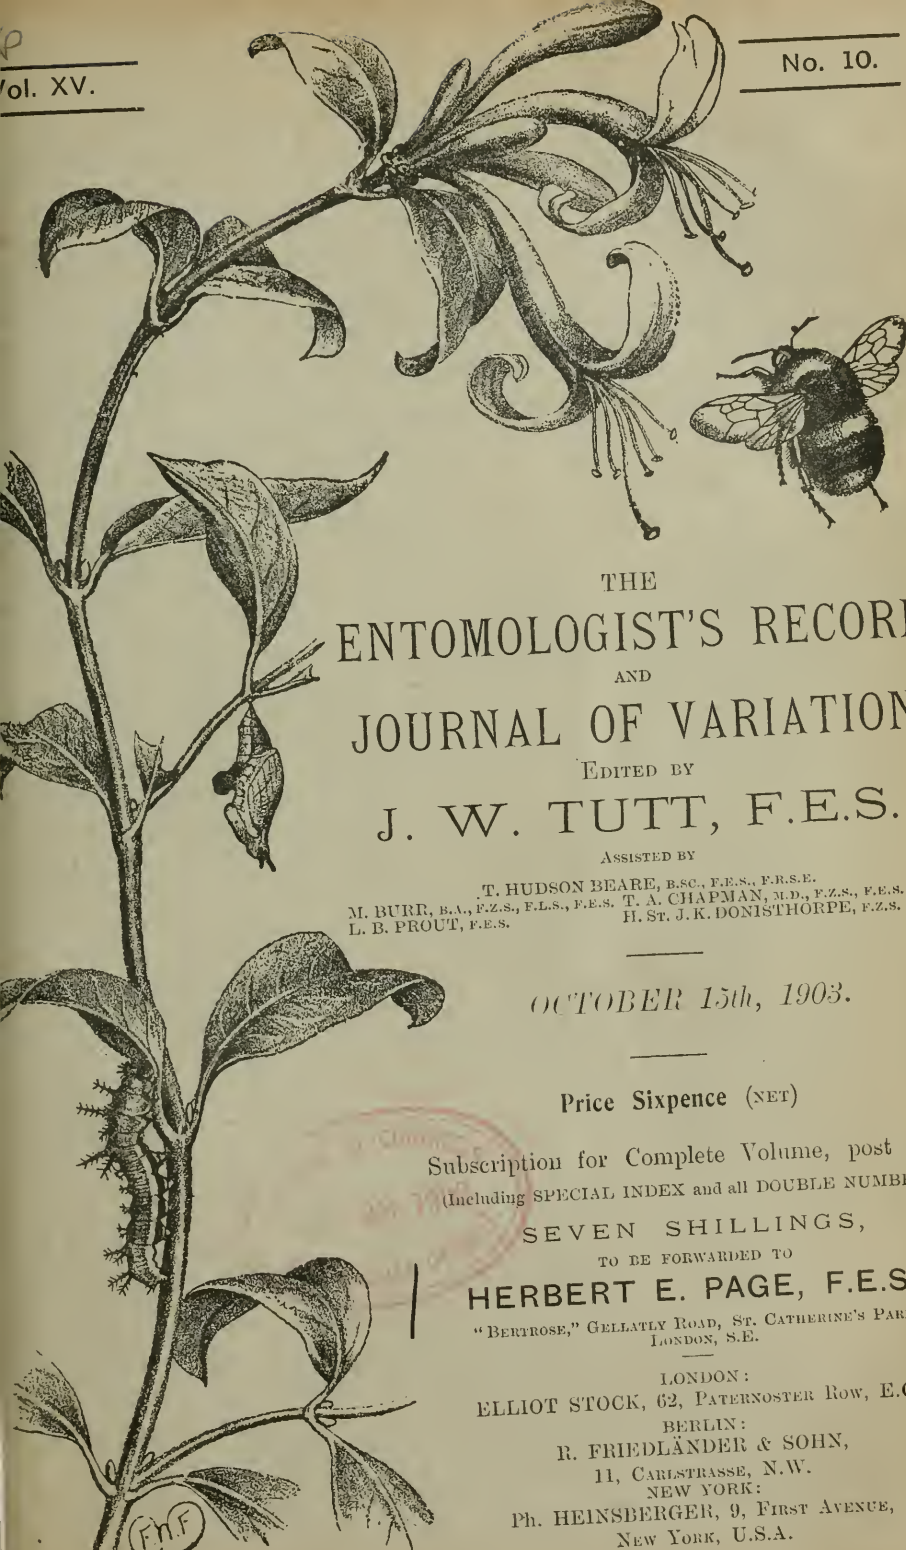 Vol. XV.
No. 10.
THE
ENTOMOLOGIST'S RECORD
AND
JOURNAL OF VARIATION
EDITED BY
J. W. TUTT, F.E.S.
ASSISTED BY
T. HUDSON BEARE, B.SC., F.E.S., F.R.S.E.
M. BURR, B.A., F.Z.S., F.L.S., F.E.S. T. A. CHAPMAN, M.D., F.Z.S., F.E.S.
L. B. PROUT, F.E.S. H. ST. J. K. DONISTHORPE, F.Z.S.
OCTOBER 15th, 1903.
Price Sixpence (NET)
Subscription for Complete Volume, post
(Including SPECIAL INDEX and all DOUBLE NUMBE
SEVEN SHILLINGS,
TO BE FORWARDED TO
HERBERT E. PAGE, F.E.S
"BERTROSE," GELLATLY ROAD, ST. CATHERINE'S PAR
LONDON, S.E.
LONDON:
ELLIOT STOCK, 62, PATERNOSTER ROW, E.C
BERLIN:
R. FRIEDLÄNDER & SOHN,
11, CARLSTRASSE, N.W.
NEW YORK:
Ph. HEINSBERGER, 9, FIRST AVENUE,
NEW YORK, U.S.A.
F.N.F